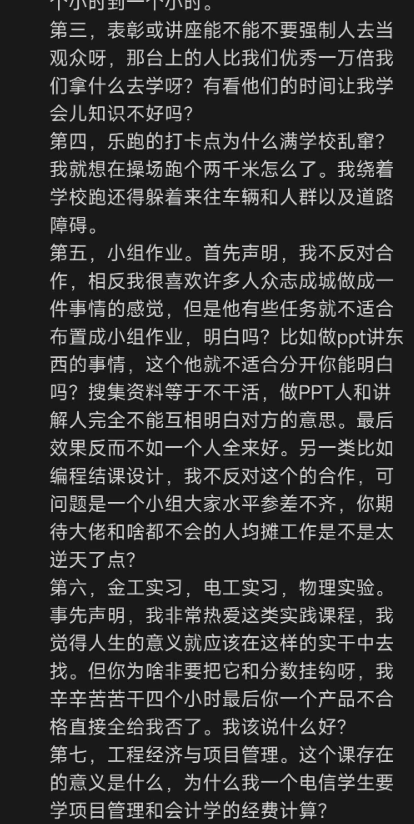 个小时到一个小时。
第三，表彰或讲座能不能不要强制人去当
观众呀，那台上的人比我们优秀一万倍我
们拿什么去学呀？有看他们的时间让我学
会儿知识不好吗？
第四，乐跑的打卡点为什么满学校乱窜？
我就想在操场跑个两千米怎么了。我绕着
学校跑还得躲着来往车辆和人群以及道路
障碍。
第五，小组作业。首先声明，我不反对合
作，相反我很喜欢许多人众志成城做成一
件事情的感觉，但是他有些任务就不适合
布置成小组作业，明白吗？比如做ppt讲东
西的事情，这个他就不适合分开你能明白
吗？搜集资料等于不干活，做PPT人和讲
解人完全不能互相明白对方的意思。最后
效果反而不如一个人全来好。另一类比如
编程结课设计，我不反对这个的合作，可
问题是一个小组大家水平参差不齐，你期
待大佬和啥都不会的人均摊工作是不是太
逆天了点？
第六，金工实习，电工实习，物理实验。
事先声明，我非常热爱这类实践课程，我
觉得人生的意义就应该在这样的实干中去
找。但你为啥非要把它和分数挂钩呀，我
辛辛苦苦干四个小时最后你一个产品不合
格直接全给我否了。我该说什么好？
第七，工程经济与项目管理。这个课存在
的意义是什么，为什么我一个电信学生要
学项目管理和会计学的经费计算？